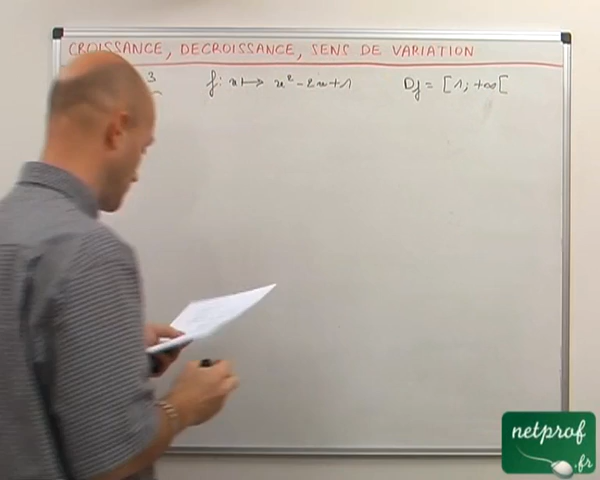 CROISSANCE, DECROISSANCE, SENS DE VARIATION
3 f: x ↦ x² - 2x + 1 Df = [1; +∞[
netprof
.fr